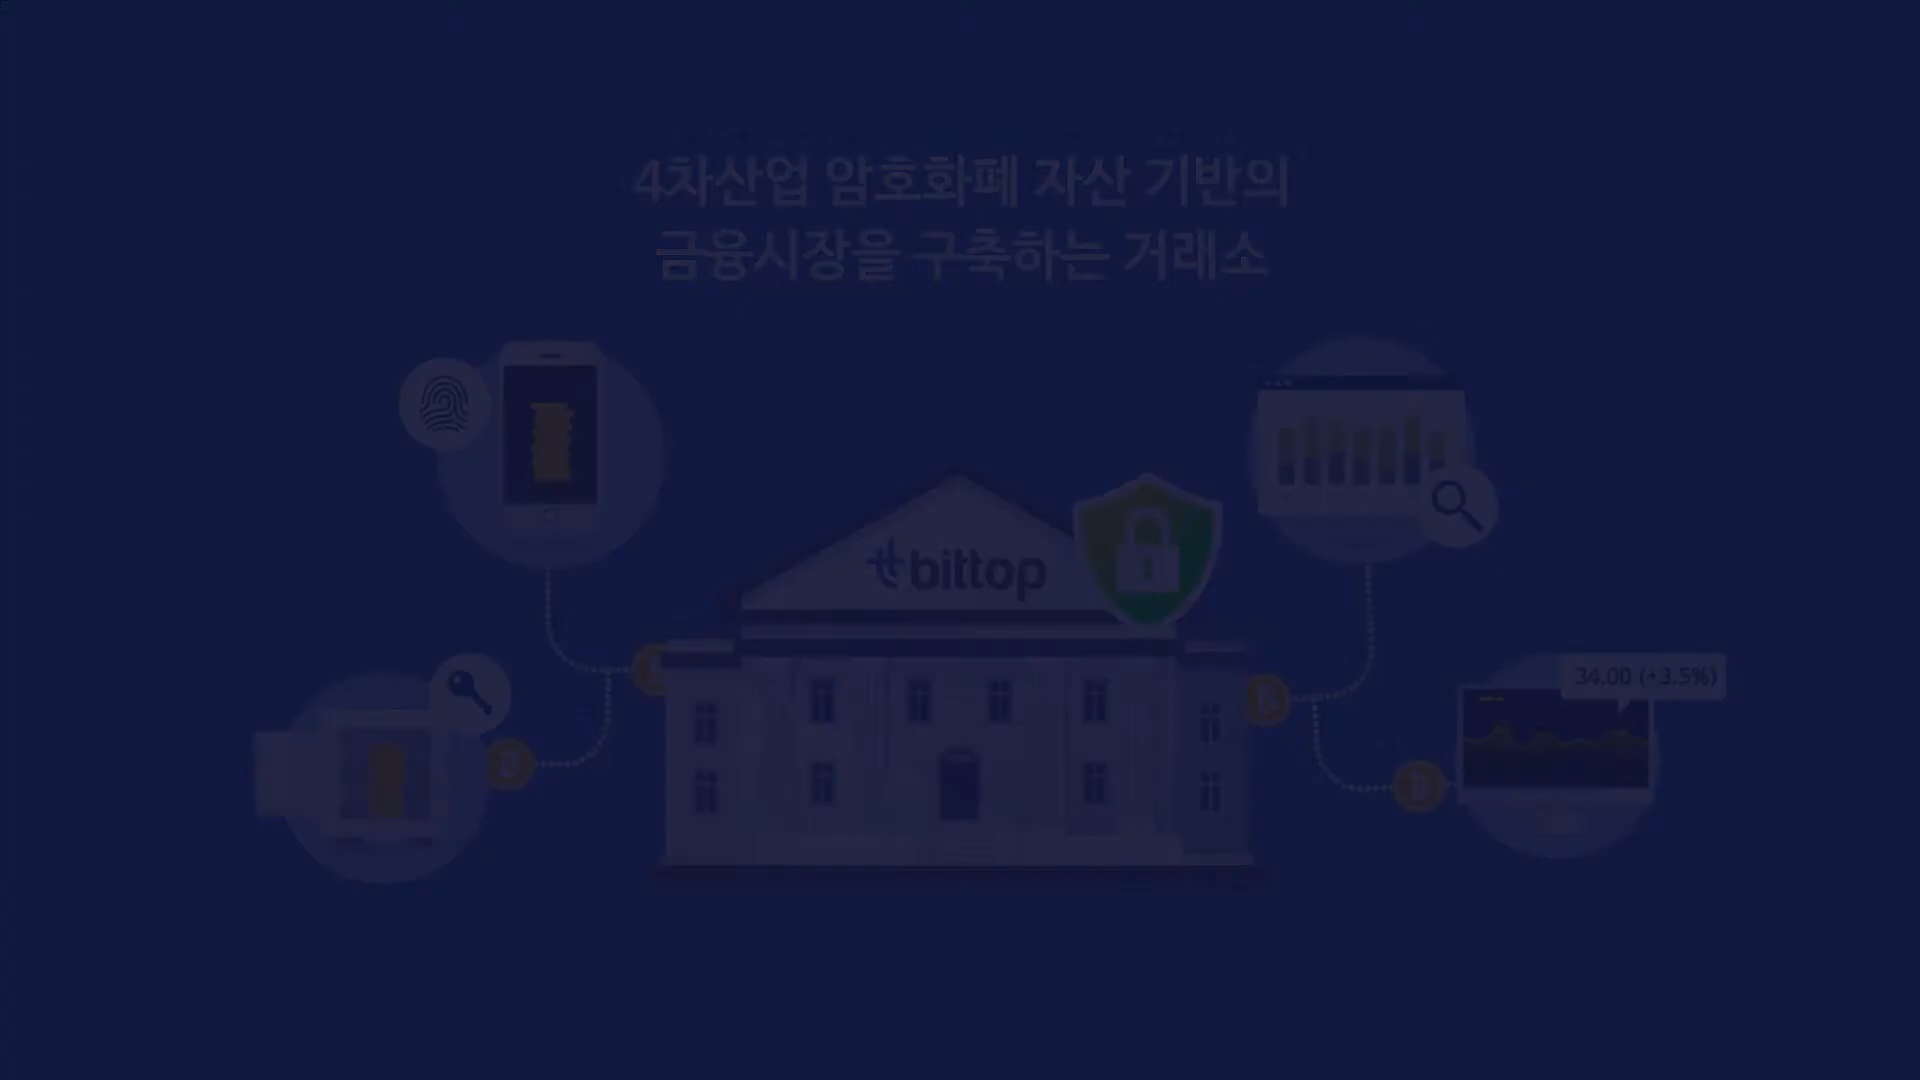 4차산업 암호화폐 자산 기반의
금융시장을 구축하는 거래소
bittop
34.00 (+3.5%)